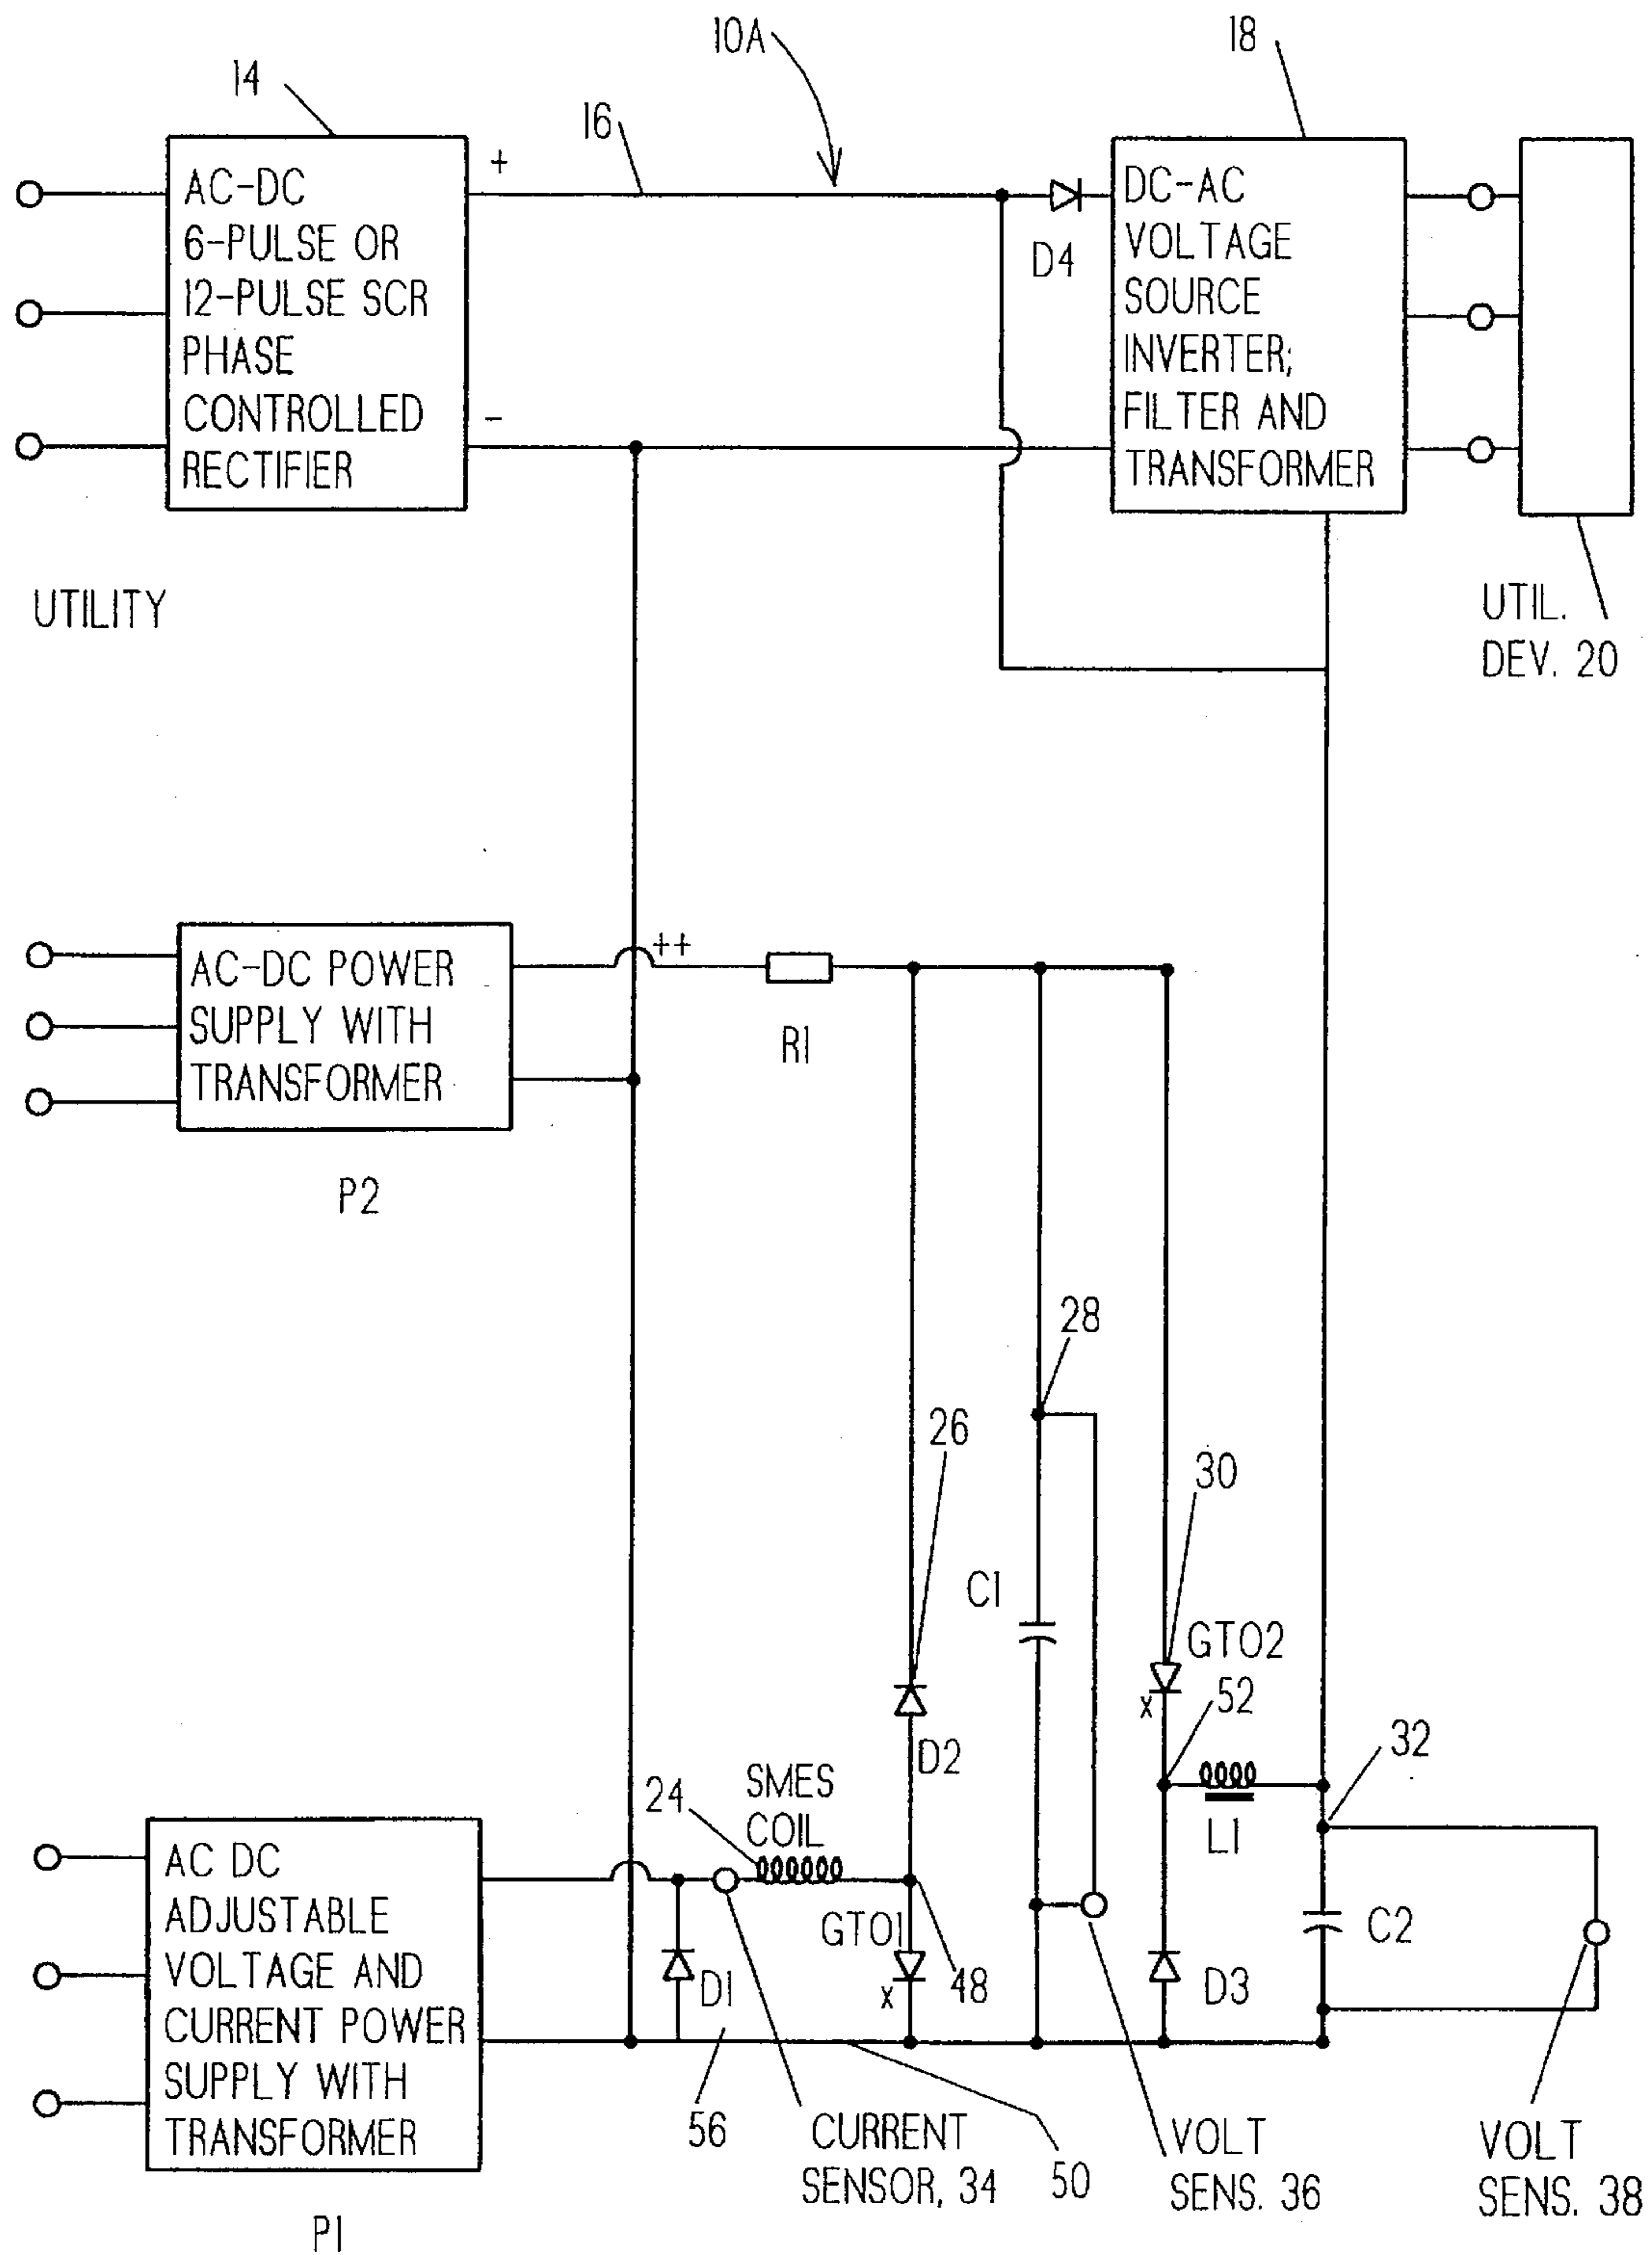 10A
18
14
16
+
AC-DC
6-PULSE OR
12-PULSE SCR
PHASE
CONTROLLED
RECTIFIER
-
D4
DC-AC
VOLTAGE
SOURCE
INVERTER;
FILTER AND
TRANSFORMER
UTILITY
UTIL.
DEV. 20
++
AC-DC POWER
SUPPLY WITH
TRANSFORMER
R1
P2
28
26
30
C1
GTO2
x
52
32
D2
SMES
COIL
24
L1
AC DC
ADJUSTABLE
VOLTAGE AND
CURRENT POWER
SUPPLY WITH
TRANSFORMER
GTO1
x
48
D1
D3
C2
56
CURRENT
SENSOR, 34
50
VOLT
SENS. 36
VOLT
SENS. 38
P1